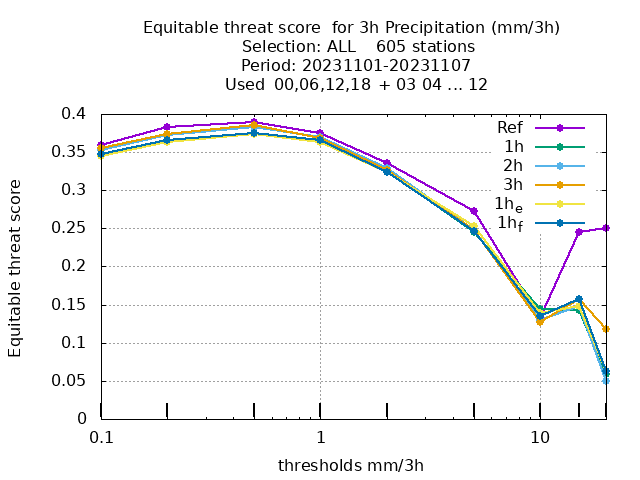 Equitable threat score  for 3h Precipitation (mm/3h)
Selection: ALL    605 stations
Period: 20231101-20231107
Used  00,06,12,18  + 03 04 ... 12
Equitable threat score
0.4
0.35
0.3
0.25
0.2
0.15
0.1
0.05
0
0.1
1
10
thresholds mm/3h
Ref
1h
2h
3h
1he
1hf